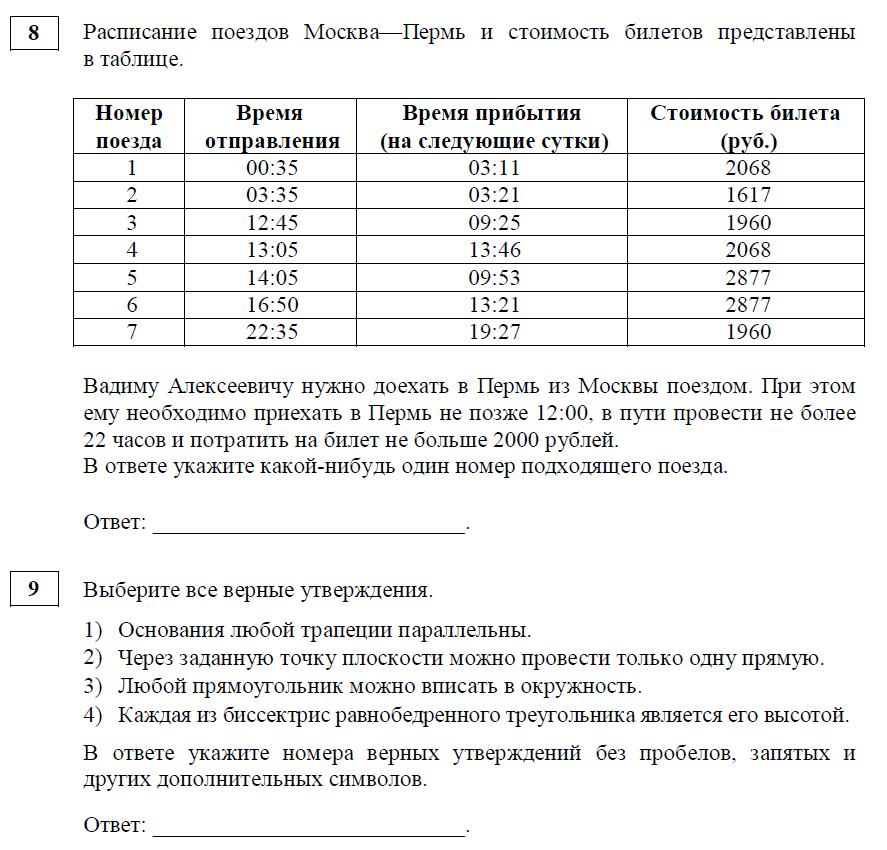 8
Расписание поездов Москва—Пермь и стоимость билетов представлены
в таблице.
Номер поезда | Время отправления | Время прибытия (на следующие сутки) | Стоимость билета (руб.)
1 | 00:35 | 03:11 | 2068
2 | 03:35 | 03:21 | 1617
3 | 12:45 | 09:25 | 1960
4 | 13:05 | 13:46 | 2068
5 | 14:05 | 09:53 | 2877
6 | 16:50 | 13:21 | 2877
7 | 22:35 | 19:27 | 1960
Вадиму Алексеевичу нужно доехать в Пермь из Москвы поездом. При этом
ему необходимо приехать в Пермь не позже 12:00, в пути провести не более
22 часов и потратить на билет не больше 2000 рублей.
В ответе укажите какой-нибудь один номер подходящего поезда.
Ответ: ____________________________.
9
Выберите все верные утверждения.
1) Основания любой трапеции параллельны.
2) Через заданную точку плоскости можно провести только одну прямую.
3) Любой прямоугольник можно вписать в окружность.
4) Каждая из биссектрис равнобедренного треугольника является его высотой.
В ответе укажите номера верных утверждений без пробелов, запятых и
других дополнительных символов.
Ответ: ____________________________.